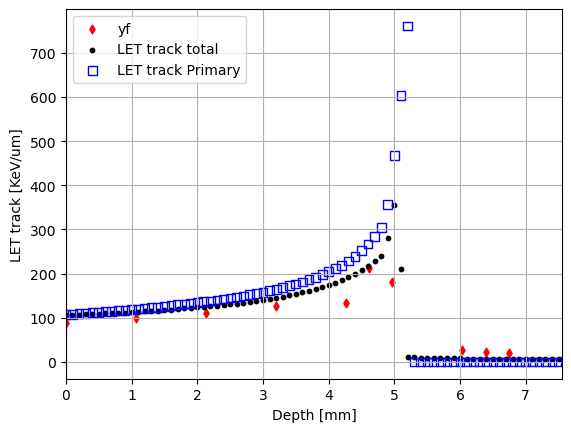 yf
LET track total
LET track Primary
LET track [KeV/um]
700
600
500
400
300
200
100
0
0 1 2 3 4 5 6 7
Depth [mm]